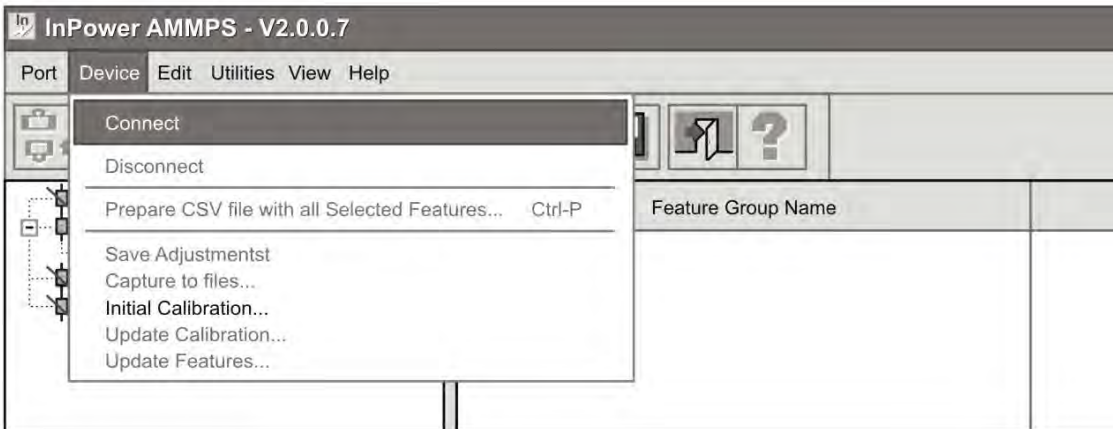 InPower AMMPS - V2.0.0.7
Port Device Edit Utilities View Help
Connect
Disconnect
Prepare CSV file with all Selected Features... Ctrl-P
Save Adjustmentst
Capture to files...
Initial Calibration...
Update Calibration...
Update Features...
Feature Group Name